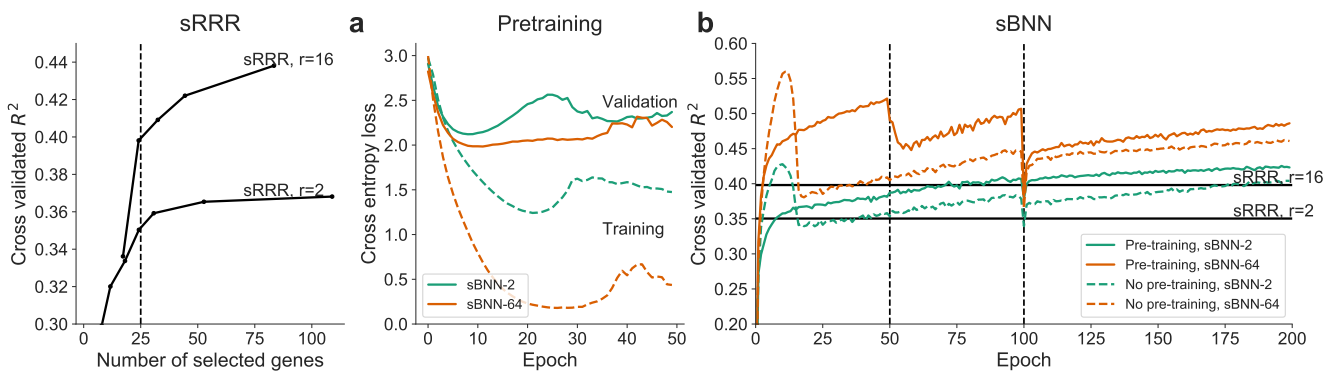 sRRR
Cross validated R²
0.44
0.42
0.40
0.38
0.36
0.34
0.32
0.30
sRRR, r=16
sRRR, r=2
0
25
50
75
100
Number of selected genes
a
Pretraining
Cross entropy loss
3.0
2.5
2.0
1.5
1.0
0.5
0.0
Validation
Training
sBNN-2
sBNN-64
0
10
20
30
40
50
Epoch
b
sBNN
Cross validated R²
0.60
0.55
0.50
0.45
0.40
0.35
0.30
0.25
0.20
sRRR, r=16
sRRR, r=2
Pre-training, sBNN-2
Pre-training, sBNN-64
No pre-training, sBNN-2
No pre-training, sBNN-64
0
25
50
75
100
125
150
175
200
Epoch